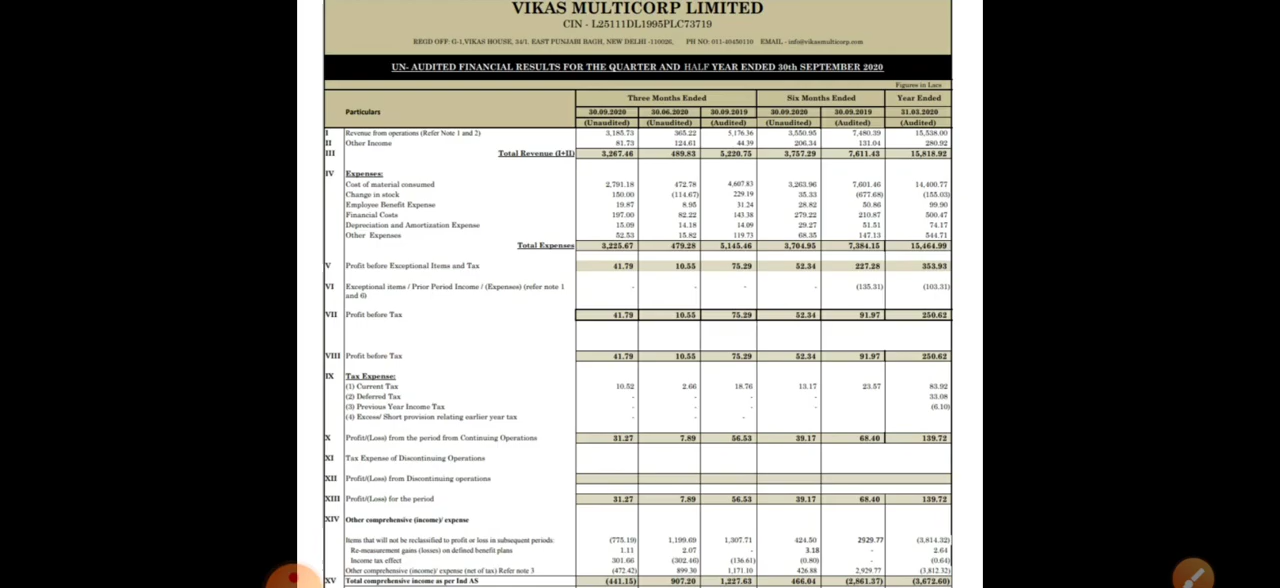 VIKAS MULTICORP LIMITED
CIN - L25111DL1995PLC73719
REGD OFF: G-1,VIKAS HOUSE, 34/1, EAST PUNJABI BAGH, NEW DELHI -110026, PH NO: 011-40450110 EMAIL - info@vikasmulticorp.com
UN- AUDITED FINANCIAL RESULTS FOR THE QUARTER AND HALF YEAR ENDED 30th SEPTEMBER 2020
Figures in Lacs
Particulars Three Months Ended Six Months Ended Year Ended
30.09.2020 30.06.2020 30.09.2019 30.09.2020 30.09.2019 31.03.2020
(Unaudited) (Unaudited) (Audited) (Unaudited) (Audited) (Audited)
I Revenue from operations (Refer Note 1 and 2) 3,185.73 365.22 5,176.36 3,550.95 7,480.39 15,538.00
II Other Income 81.73 124.61 44.39 206.34 131.04 280.92
III Total Revenue (I+II) 3,267.46 489.83 5,220.75 3,757.29 7,611.43 15,818.92
IV Expenses:
Cost of material consumed 2,791.18 472.78 4,607.83 3,263.96 7,601.46 14,400.77
Change in stock 150.00 (114.67) 229.19 35.33 (677.68) (155.03)
Employee Benefit Expense 19.87 8.95 31.24 28.82 50.86 99.90
Financial Costs 197.00 82.22 143.38 279.22 210.87 500.47
Depreciation and Amortization Expense 15.09 14.18 14.09 29.27 51.51 74.17
Other Expenses 52.53 15.82 119.73 68.35 147.13 544.71
Total Expenses 3,225.67 479.28 5,145.46 3,704.95 7,384.15 15,464.99
V Profit before Exceptional Items and Tax 41.79 10.55 75.29 52.34 227.28 353.93
VI Exceptional items / Prior Period Income / (Expenses) (refer note 1 - - - - (135.31) (103.31)
and 6)
VII Profit before Tax 41.79 10.55 75.29 52.34 91.97 250.62
VIII Profit before Tax 41.79 10.55 75.29 52.34 91.97 250.62
IX Tax Expense:
(1) Current Tax 10.52 2.66 18.76 13.17 23.57 83.92
(2) Deferred Tax - - - - 33.08
(3) Previous Year Income Tax - - - - (6.10)
(4) Excess/ Short provision relating earlier year tax - - -
X Profit/(Loss) from the period from Continuing Operations 31.27 7.89 56.53 39.17 68.40 139.72
XI Tax Expense of Discontinuing Operations
XII Profit/(Loss) from Discontinuing operations
XIII Profit/(Loss) for the period 31.27 7.89 56.53 39.17 68.40 139.72
XIV Other comprehensive (income)/ expense
Items that will not be reclassified to profit or loss in subsequent periods: (775.19) 1,199.69 1,307.71 424.50 2929.77 (3,814.32)
Re-measurement gains (losses) on defined benefit plans 1.11 2.07 - 3.18 - 2.64
Income tax effect 301.66 (302.46) (136.61) (0.80) - (0.64)
Other comprehensive (income)/ expense (net of tax) Refer note 3 (472.42) 899.30 1,171.10 426.88 2,929.77 (3,812.32)
XV Total comprehensive income as per Ind AS (441.15) 907.20 1,227.63 466.04 (2,861.37) (3,672.60)